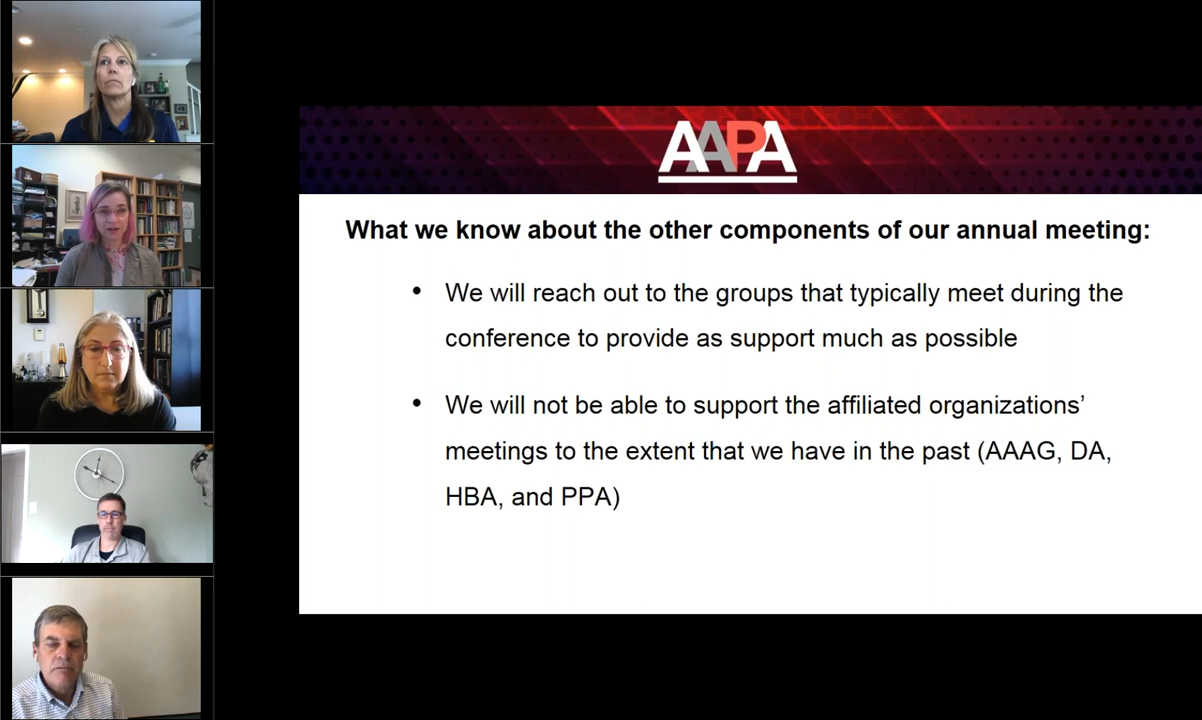 AAPA
What we know about the other components of our annual meeting:
• We will reach out to the groups that typically meet during the
conference to provide as support much as possible
• We will not be able to support the affiliated organizations’
meetings to the extent that we have in the past (AAAG, DA,
HBA, and PPA)